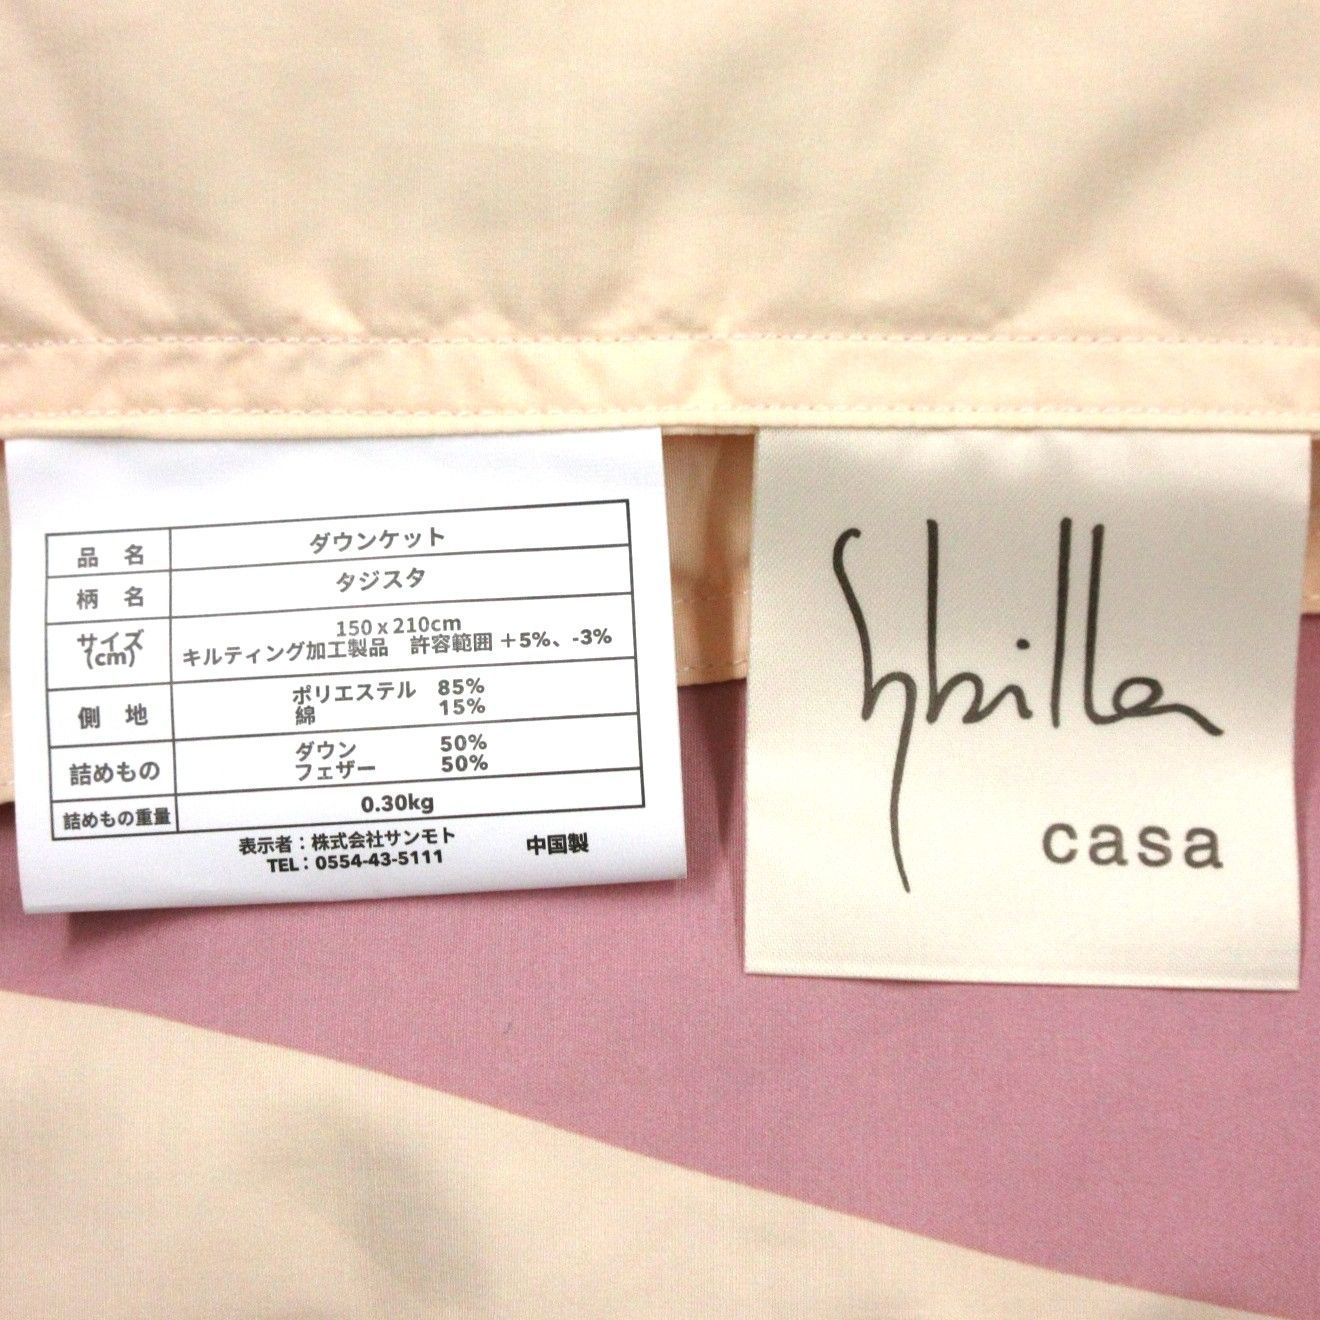 品 名 ダウンケット
柄 名 タジスタ
サイズ
(cm)
150 x 210cm
キルティング加工製品 許容範囲 +5%、-3%
側 地
ポリエステル 85%
綿 15%
詰めもの
ダウン 50%
フェザー 50%
詰めもの重量 0.30kg
表示者：株式会社サンモト 中国製
TEL：0554-43-5111
Sybilla
casa